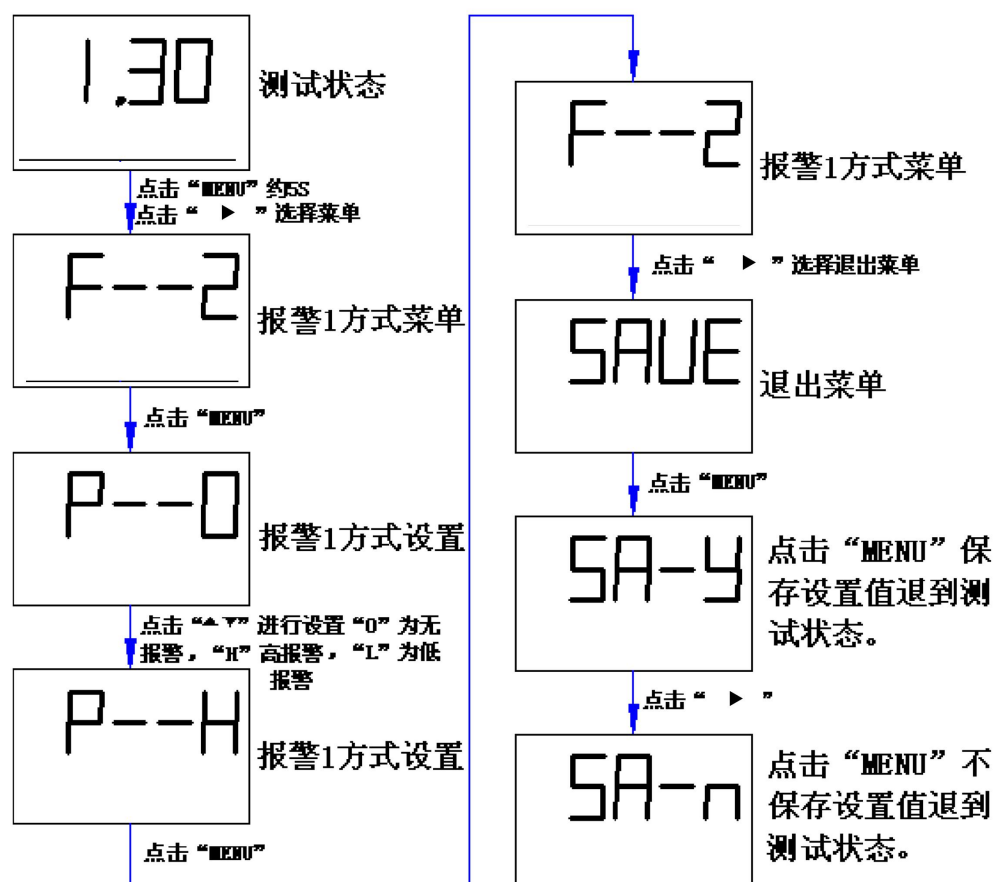 1.30
测试状态
点击“MENU”约5S
点击“ ▶ ”选择菜单
F--2
报警1方式菜单
点击“MENU”
P--0
报警1方式设置
点击“▲▼”进行设置“0”为无
报警，“H”高报警，“L”为低
报警
P--H
报警1方式设置
点击“MENU”
F--2
报警1方式菜单
点击“ ▶ ”选择退出菜单
SAVE
退出菜单
点击“MENU”
SA-y
点击“MENU”保
存设置值退到测
试状态。
点击“ ▶ ”
SA-n
点击“MENU”不
保存设置值退到
测试状态。